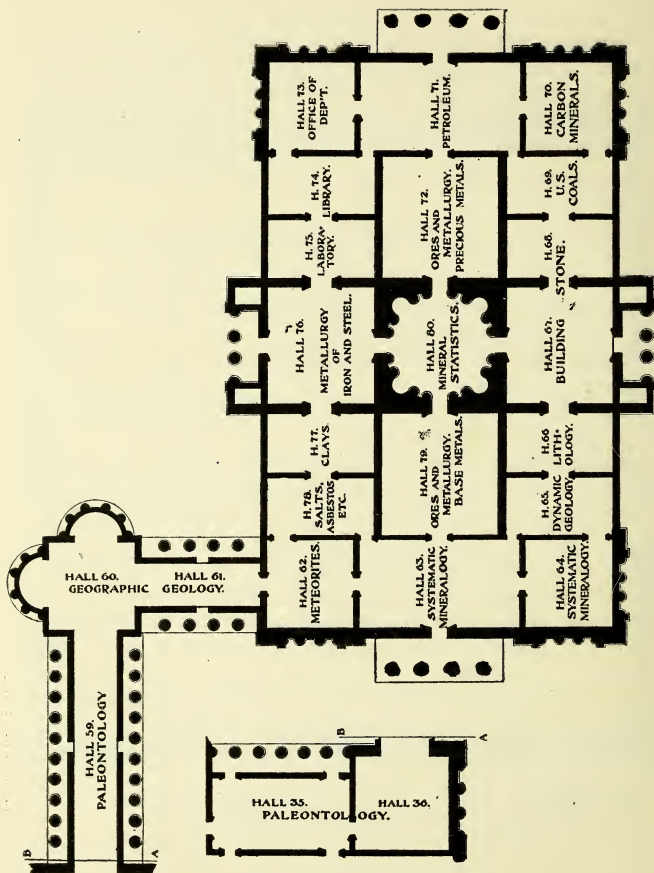 HALL 73.
OFFICE OF
DEP'T.
HALL 71.
PETROLEUM.
HALL 70.
CARBON
MINERALS.
H. 74.
LIBRARY.
HALL 72.
ORES AND
METALLURGY.
PRECIOUS METALS.
H. 69.
U.S.
COALS.
H. 75.
LABORA-
TORY.
H. 68.
STONE.
HALL 76.
METALLURGY
OF
IRON AND STEEL.
HALL 80.
MINERAL
STATISTICS.
HALL 67.
BUILDING
H. 77.
CLAYS.
HALL 79.
ORES AND
METALLURGY.
BASE METALS.
H. 66
LITH-
OLOGY.
H. 78.
SALTS,
ASBESTOS
ETC.
H. 65.
DYNAMIC
GEOLOGY
HALL 60.
GEOGRAPHIC
HALL 61.
GEOLOGY.
HALL 62.
METEORITES.
HALL 63.
SYSTEMATIC
MINERALOGY.
HALL 64.
SYSTEMATIC
MINERALOGY.
HALL 59.
PALEONTOLOGY
B
A
HALL 35.
HALL 36.
PALEONTOLOGY.
B
A